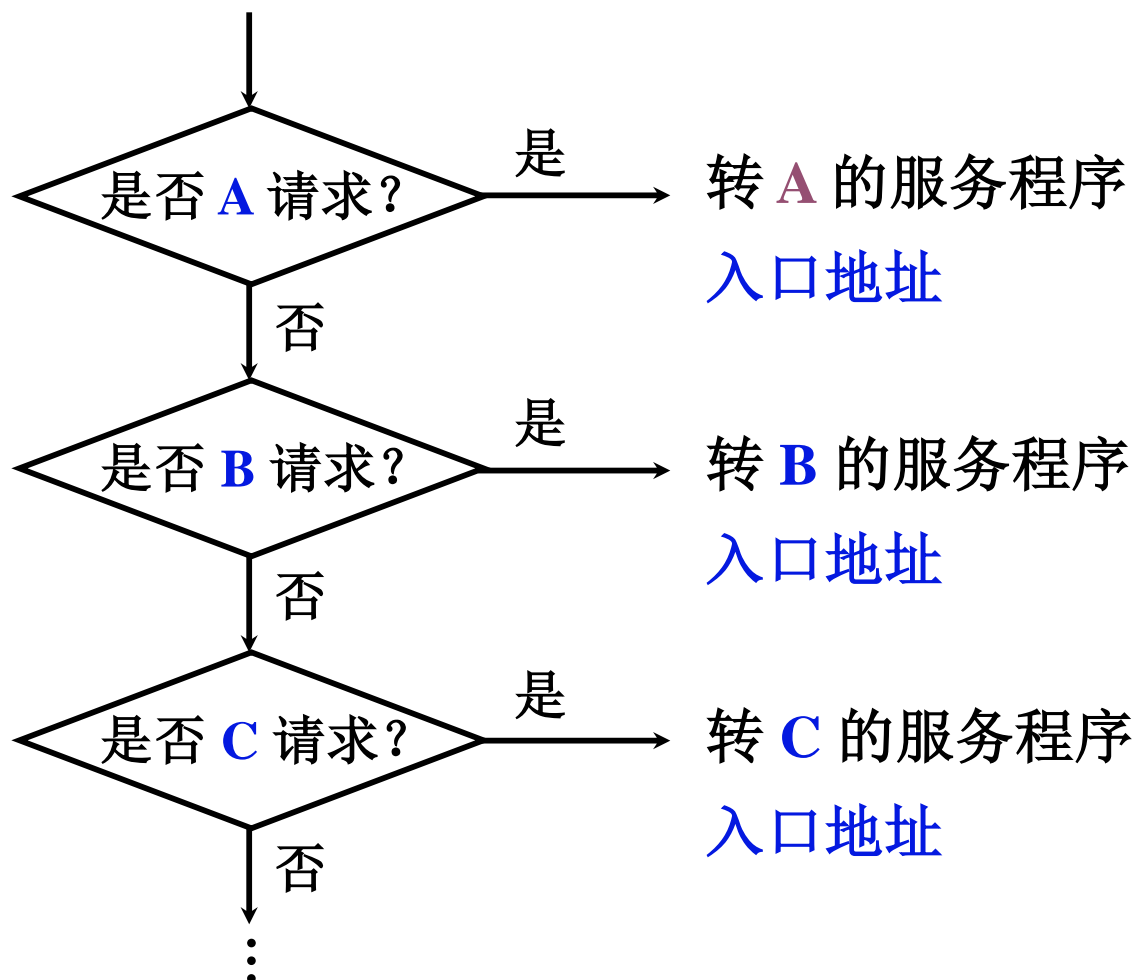 是
是否 A 请求？
转 A 的服务程序
入口地址
否
是
是否 B 请求？
转 B 的服务程序
入口地址
否
是
是否 C 请求？
转 C 的服务程序
入口地址
否
⋮